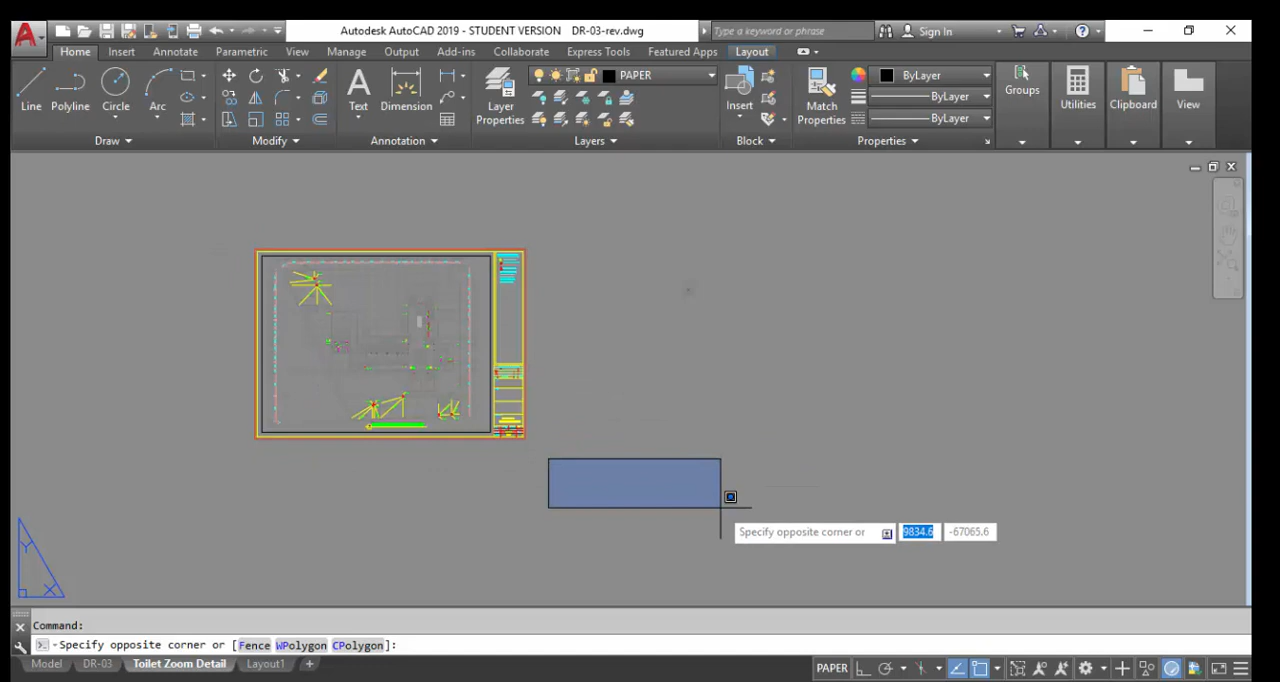 Autodesk AutoCAD 2019 - STUDENT VERSION DR-03-rev.dwg
Type a keyword or phrase
Sign In
Home Insert Annotate Parametric View Manage Output Add-ins Collaborate Express Tools Featured Apps Layout
Line Polyline Circle Arc
Text Dimension
Layer Properties
PAPER
Insert
Match Properties
ByLayer
ByLayer
ByLayer
Groups Utilities Clipboard View
Draw Modify Annotation Layers Block Properties
Specify opposite corner or 9834.6 -67065.6
Y
X
Command:
Specify opposite corner or [Fence WPolygon CPolygon]:
Model DR-03 Toilet Zoom Detail Layout1 +
PAPER